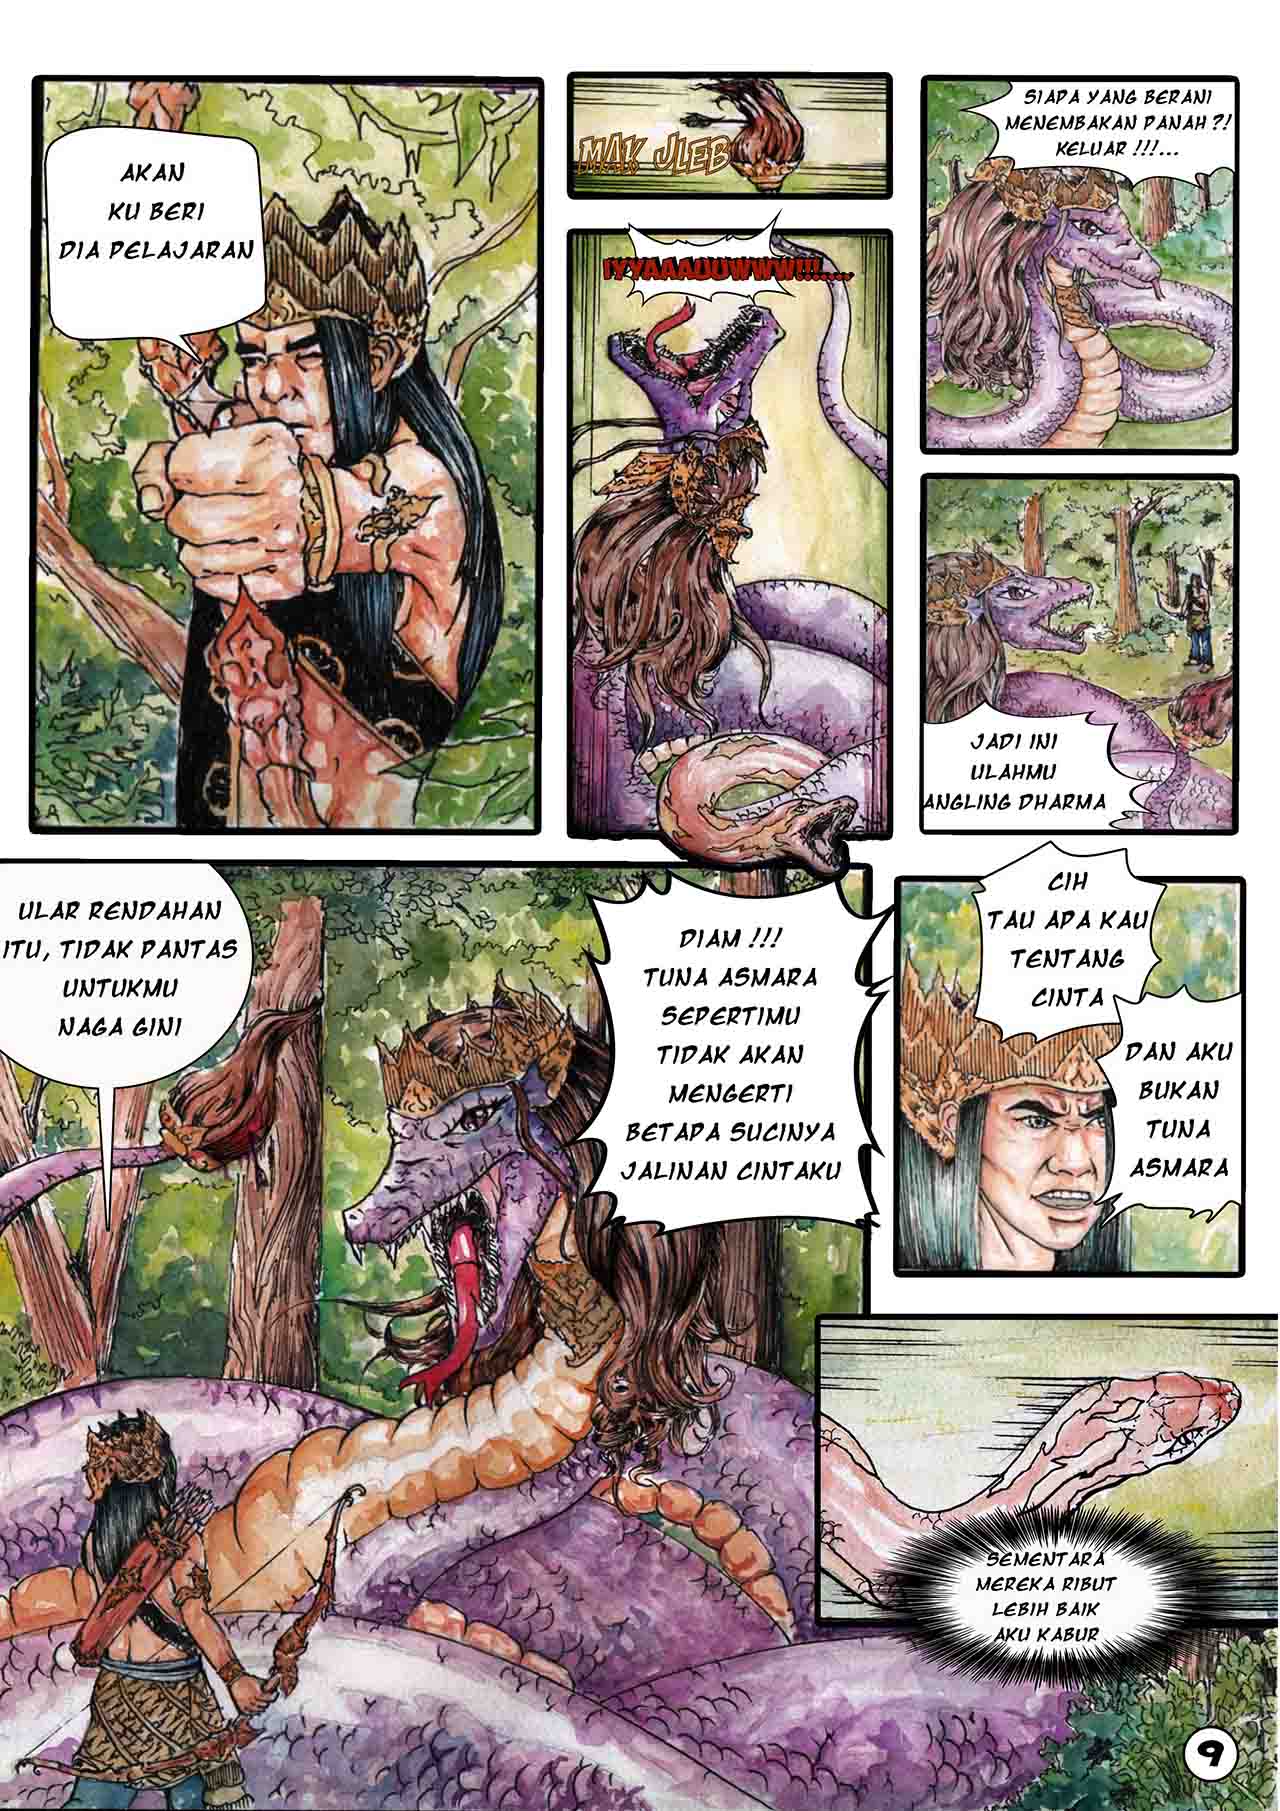 AKAN
KU BERI
DIA PELAJARAN
MAK JLEB
IYYAAAUUWWW!!!......
SIAPA YANG BERANI
MENEMBAKAN PANAH ?!
KELUAR !!!...
JADI INI
ULAHMU
ANGLING DHARMA
ULAR RENDAHAN
ITU, TIDAK PANTAS
UNTUKMU
NAGA GINI
DIAM !!!
TUNA ASMARA
SEPERTIMU
TIDAK AKAN
MENGERTI
BETAPA SUCINYA
JALINAN CINTAKU
CIH
TAU APA KAU
TENTANG
CINTA
DAN AKU
BUKAN
TUNA
ASMARA
SEMENTARA
MEREKA RIBUT
LEBIH BAIK
AKU KABUR
9